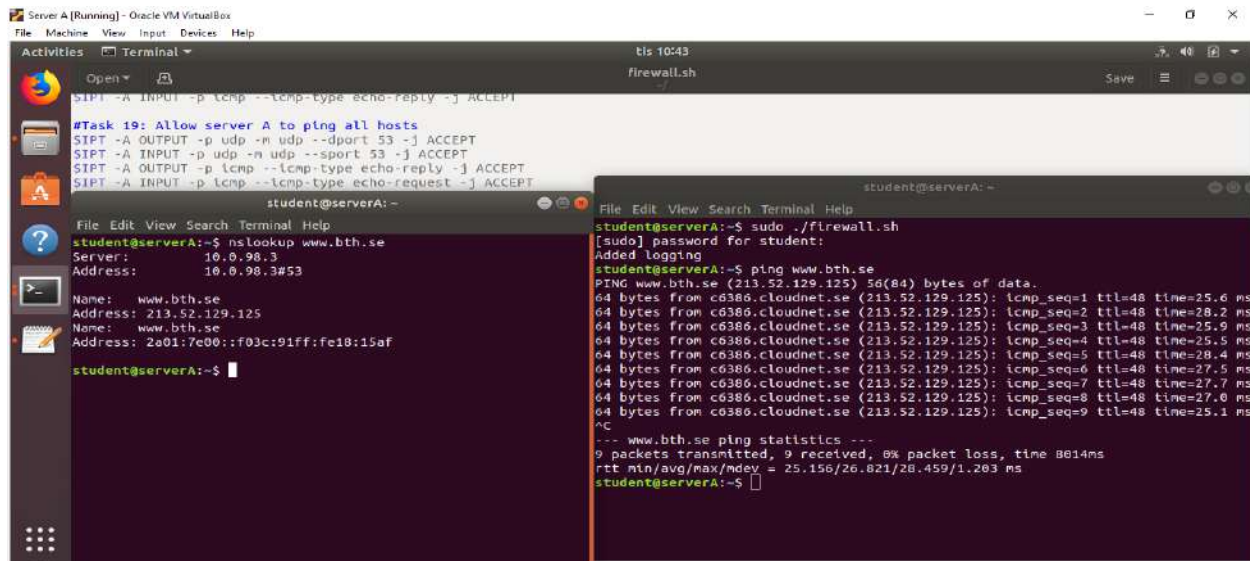 Server A [Running] - Oracle VM VirtualBox
File Machine View Input Devices Help
Activities Terminal tis 10:43
Open firewall.sh Save
~/
$IPT -A INPUT -p icmp --icmp-type echo-reply -j ACCEPT
#Task 19: Allow server A to ping all hosts
$IPT -A OUTPUT -p udp -m udp --dport 53 -j ACCEPT
$IPT -A INPUT -p udp -m udp --sport 53 -j ACCEPT
$IPT -A OUTPUT -p icmp --icmp-type echo-reply -j ACCEPT
$IPT -A INPUT -p icmp --icmp-type echo-request -j ACCEPT
student@serverA: ~
File Edit View Search Terminal Help
student@serverA:~$ nslookup www.bth.se
Server: 10.0.98.3
Address: 10.0.98.3#53
Name: www.bth.se
Address: 213.52.129.125
Name: www.bth.se
Address: 2a01:7e00::f03c:91ff:fe18:15af
student@serverA:~$
student@serverA: ~
File Edit View Search Terminal Help
student@serverA:~$ sudo ./firewall.sh
[sudo] password for student:
Added logging
student@serverA:~$ ping www.bth.se
PING www.bth.se (213.52.129.125) 56(84) bytes of data.
64 bytes from c6386.cloudnet.se (213.52.129.125): icmp_seq=1 ttl=48 time=25.6 ms
64 bytes from c6386.cloudnet.se (213.52.129.125): icmp_seq=2 ttl=48 time=28.2 ms
64 bytes from c6386.cloudnet.se (213.52.129.125): icmp_seq=3 ttl=48 time=25.9 ms
64 bytes from c6386.cloudnet.se (213.52.129.125): icmp_seq=4 ttl=48 time=25.5 ms
64 bytes from c6386.cloudnet.se (213.52.129.125): icmp_seq=5 ttl=48 time=28.4 ms
64 bytes from c6386.cloudnet.se (213.52.129.125): icmp_seq=6 ttl=48 time=27.5 ms
64 bytes from c6386.cloudnet.se (213.52.129.125): icmp_seq=7 ttl=48 time=27.7 ms
64 bytes from c6386.cloudnet.se (213.52.129.125): icmp_seq=8 ttl=48 time=27.0 ms
64 bytes from c6386.cloudnet.se (213.52.129.125): icmp_seq=9 ttl=48 time=25.1 ms
^C
--- www.bth.se ping statistics ---
9 packets transmitted, 9 received, 0% packet loss, time 8014ms
rtt min/avg/max/mdev = 25.156/26.821/28.459/1.203 ms
student@serverA:~$